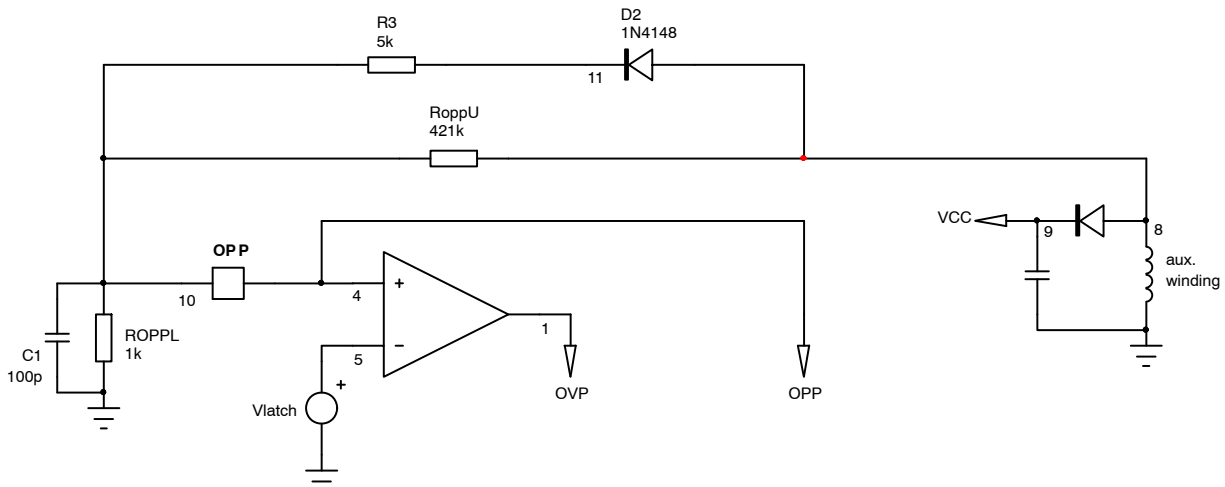 D2
1N4148
R3
5k
11
RoppU
421k
VCC
9
8
OPP
aux.
winding
10
4
+
ROPPL
1k
C1
100p
1
5
−
+
OVP
OPP
Vlatch